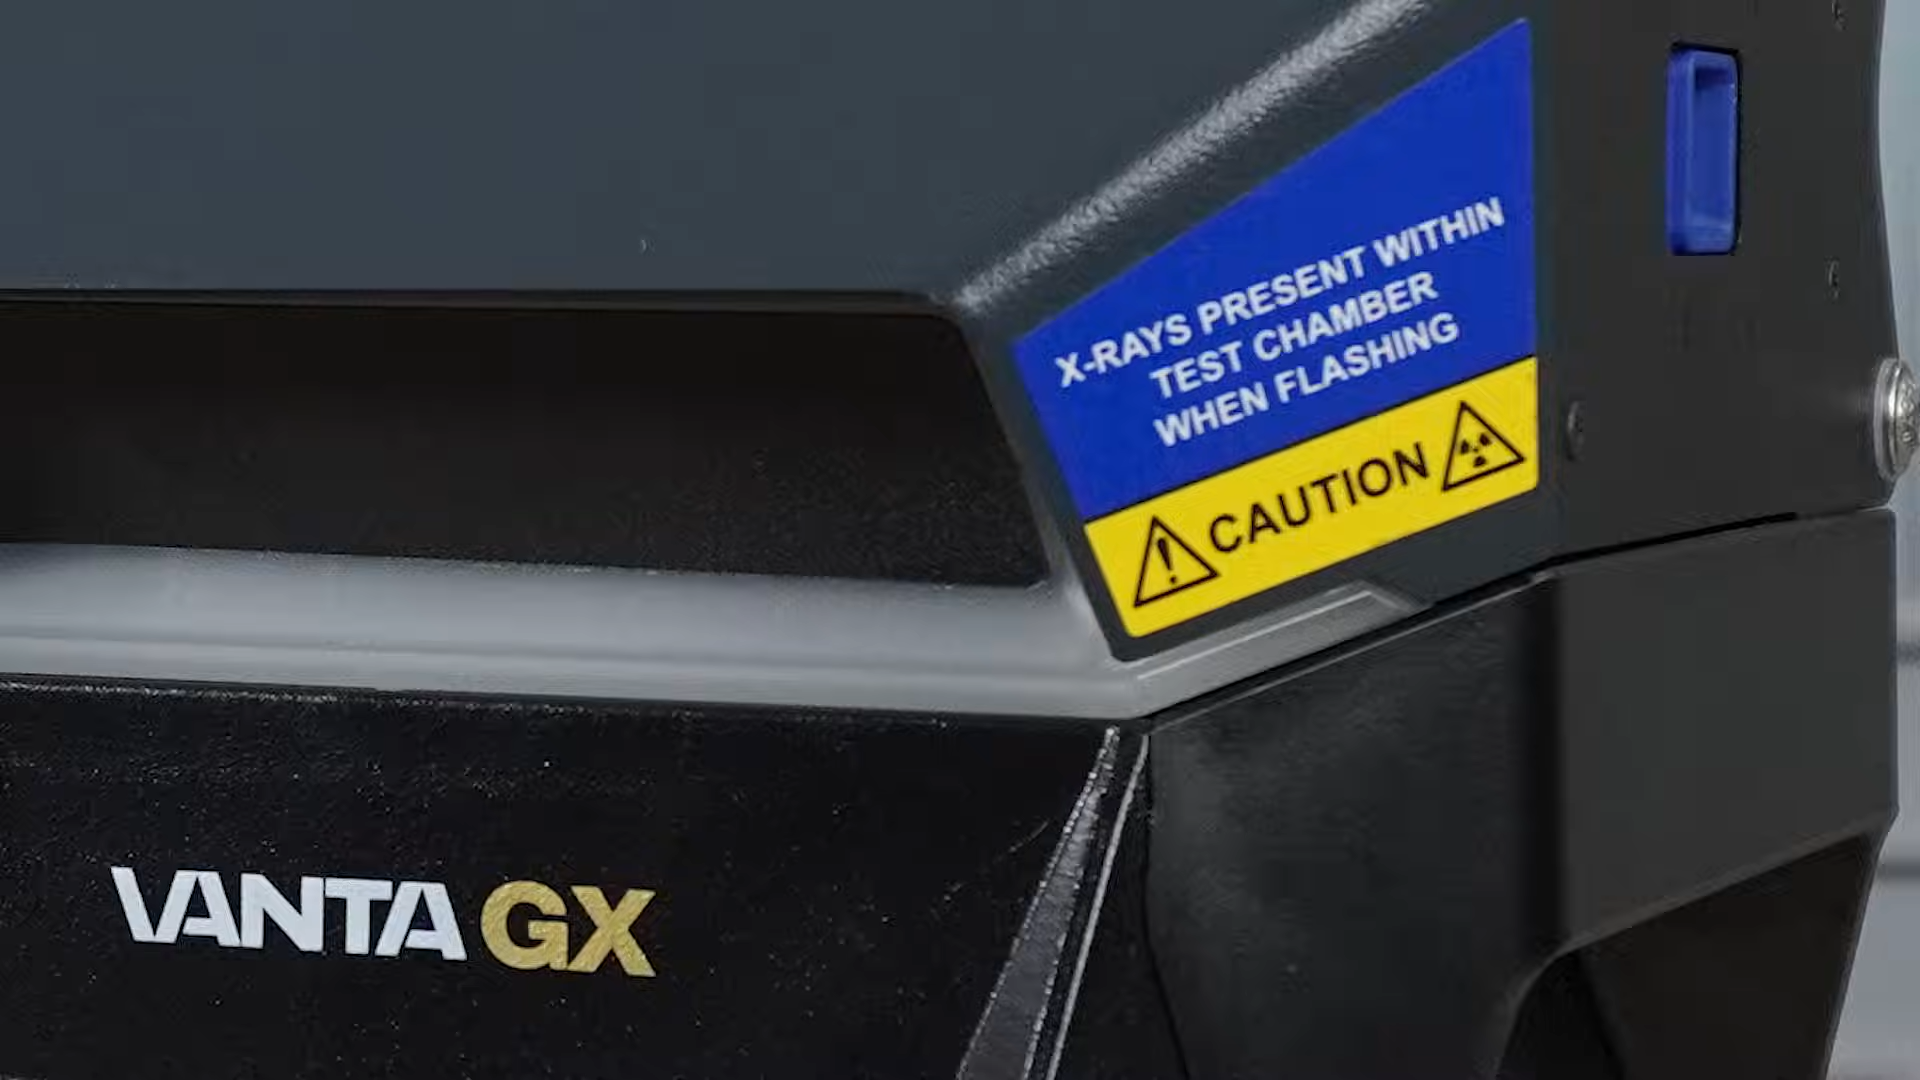 X-RAYS PRESENT WITHIN
TEST CHAMBER
WHEN FLASHING
CAUTION
VANTA GX